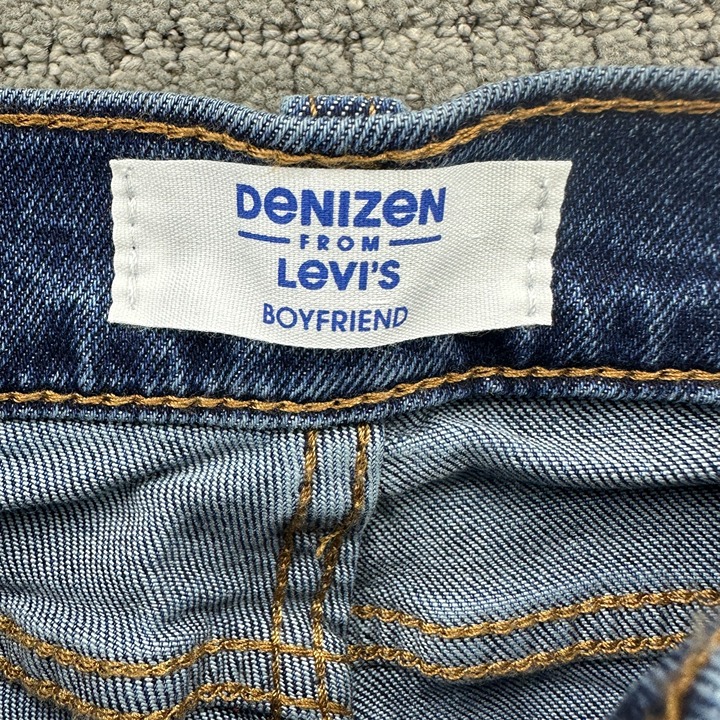 DeNiZeN
FROM
Levi's
BOYFRIEND